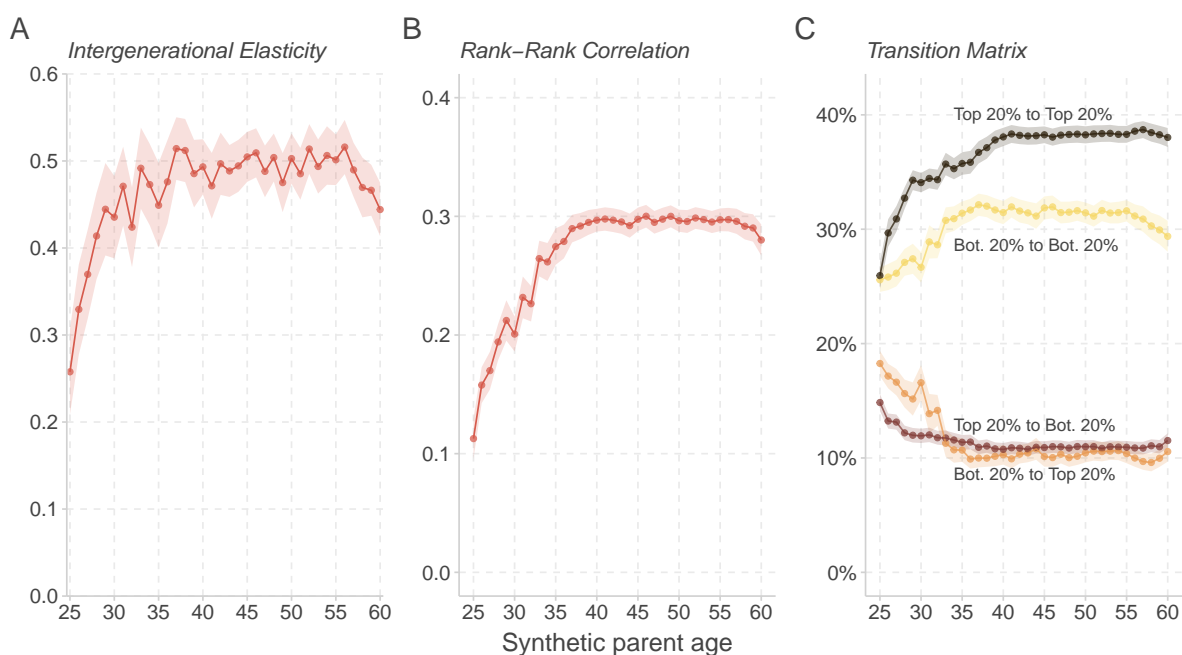 A
Intergenerational Elasticity
0.6
0.5
0.4
0.3
0.2
0.1
0.0
25 30 35 40 45 50 55 60
B
Rank−Rank Correlation
0.4
0.3
0.2
0.1
0.0
25 30 35 40 45 50 55 60
Synthetic parent age
C
Transition Matrix
40%
30%
20%
10%
0%
Top 20% to Top 20%
Bot. 20% to Bot. 20%
Top 20% to Bot. 20%
Bot. 20% to Top 20%
25 30 35 40 45 50 55 60